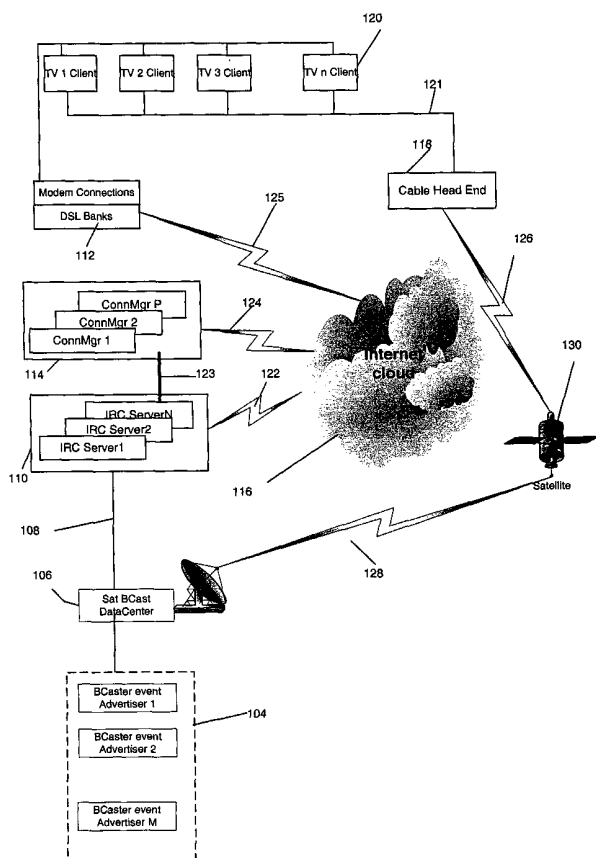 120
TV 1 Client TV 2 Client TV 3 Client TV n Client
121
118
Cable Head End
Modem Connections
DSL Banks
112
125
126
ConnMgr P
ConnMgr 2
ConnMgr 1
124
114
123
122
Internet
cloud
130
IRC ServerN
IRC Server2
IRC Server1
110
116
Satellite
108
128
106
Sat BCast
DataCenter
BCaster event
Advertiser 1
104
BCaster event
Advertiser 2
BCaster event
Advertiser M